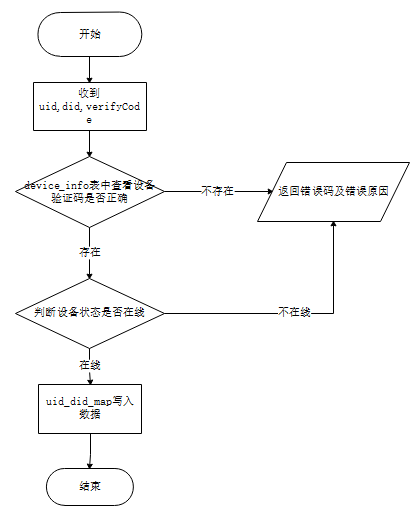 开始
收到
uid,did,verifyCod
e
device_info表中查看设备
验证码是否正确
不存在
返回错误码及错误原因
存在
判断设备状态是否在线
不在线
在线
uid_did_map写入
数据
结束